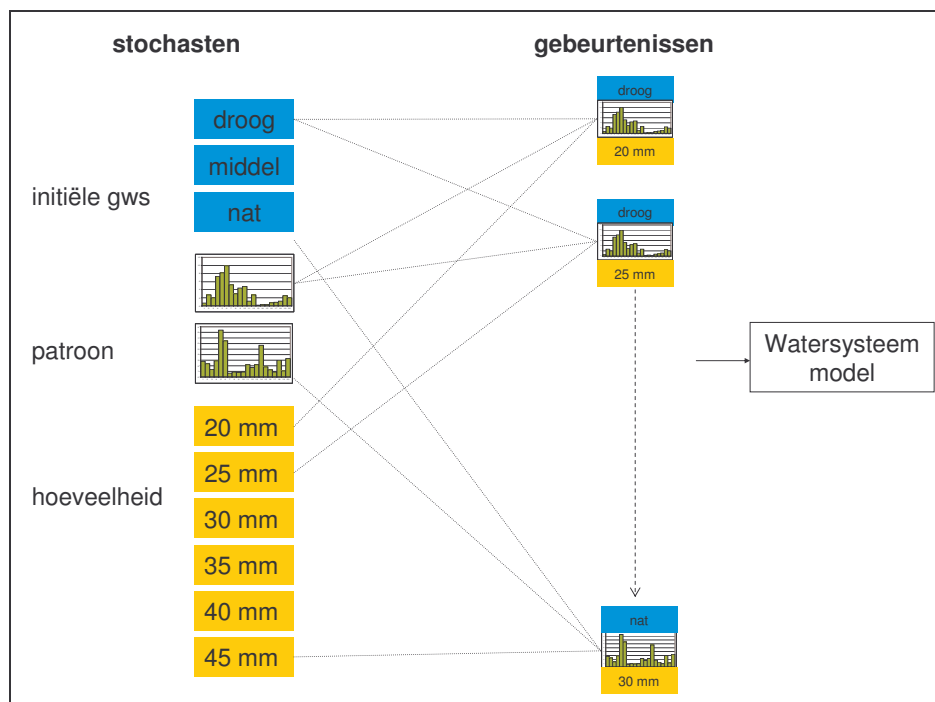 stochasten
gebeurtenissen
initiële gws
droog
middel
nat
patroon
hoeveelheid
20 mm
25 mm
30 mm
35 mm
40 mm
45 mm
droog
20 mm
droog
25 mm
nat
30 mm
Watersysteem
model